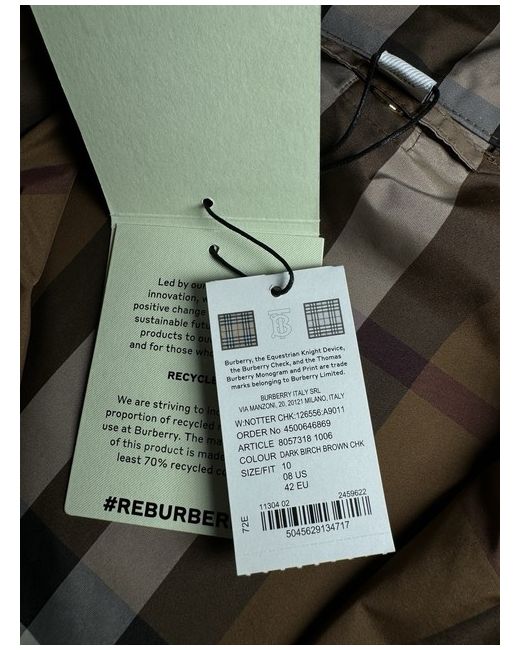 Led by our
innovation,
positive change
sustainable
products to our
and for those
RECYCLE
We are striving to
proportion of recycled
use at Burberry. The
of this product is made
least 70% recycled
#REBURBER
Burberry, the Equestrian Knight Device,
the Burberry Check, and the Thomas
Burberry Monogram and Print are trade
marks belonging to Burberry Limited.
BURBERRY ITALY SRL
VIA MANZONI, 20, 20121 MILANO, ITALY
W:NOTTER CHK:126556:A9011
ORDER No 4500646869
ARTICLE 8057318 1006
COLOUR DARK BIRCH BROWN CHK
SIZE/FIT 10
08 US
42 EU
72E
11304 02 2459622
5045629134717